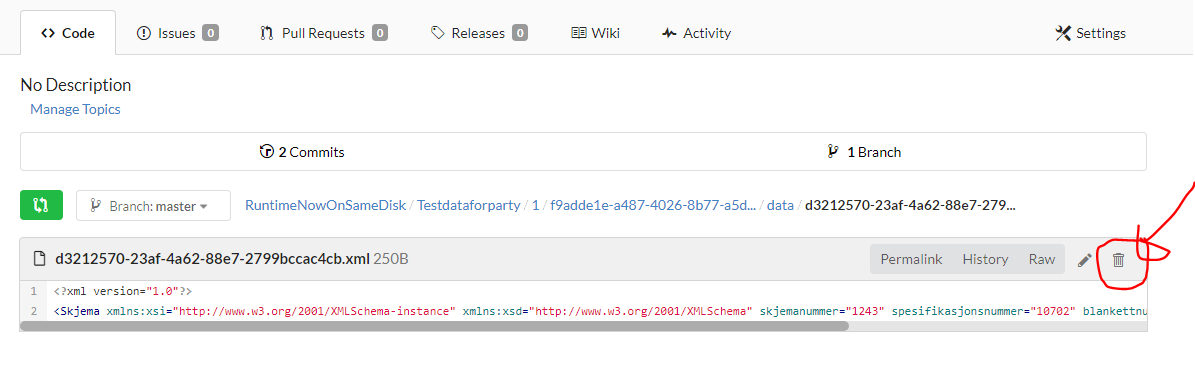 Code Issues 0 Pull Requests 0 Releases 0 Wiki Activity Settings
No Description
Manage Topics
2 Commits 1 Branch
Branch: master RuntimeNowOnSameDisk / Testdataforparty / 1 / f9adde1e-a487-4026-8b77-a5d... / data / d3212570-23af-4a62-88e7-279...
d3212570-23af-4a62-88e7-2799bccac4cb.xml 250B Permalink History Raw
1 <?xml version="1.0"?>
2 <Skjema xmlns:xsi="http://www.w3.org/2001/XMLSchema-instance" xmlns:xsd="http://www.w3.org/2001/XMLSchema" skjemanummer="1243" spesifikasjonsnummer="10702" blankettnu